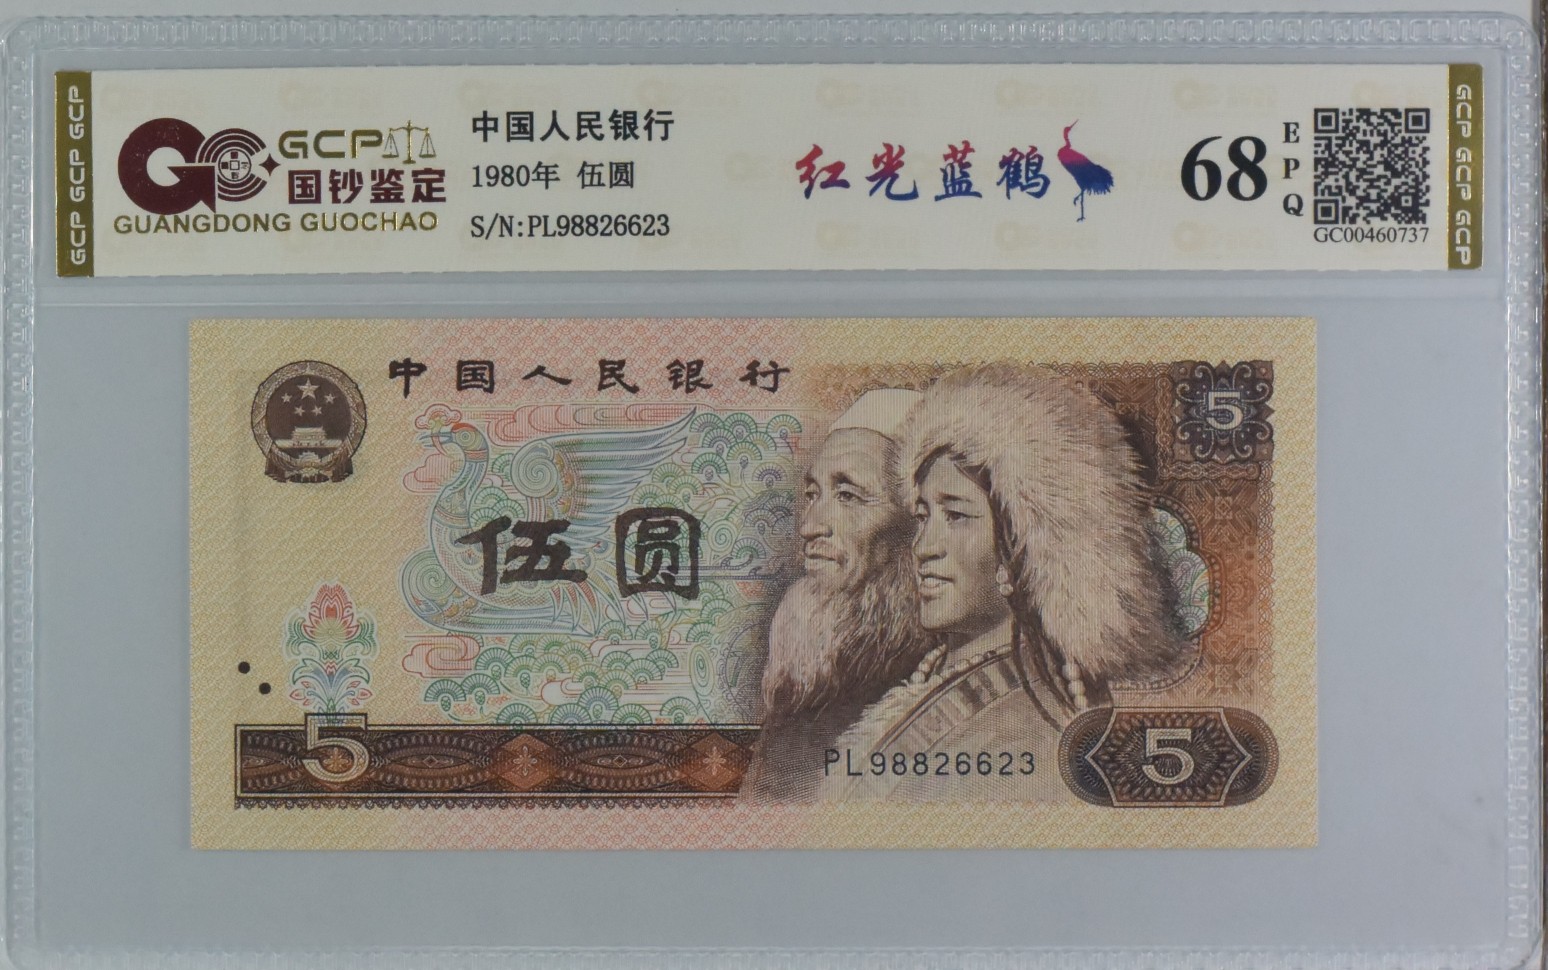 GCP GCP GCP
GCP
国钞鉴定
GUANGDONG GUOCHAO
中国人民银行
1980年 伍圆
S/N:PL98826623
红光蓝鹤
68
EPQ
GC00460737
GCP GCP GCP
中国人民银行
5
伍圆
5
PL98826623
5